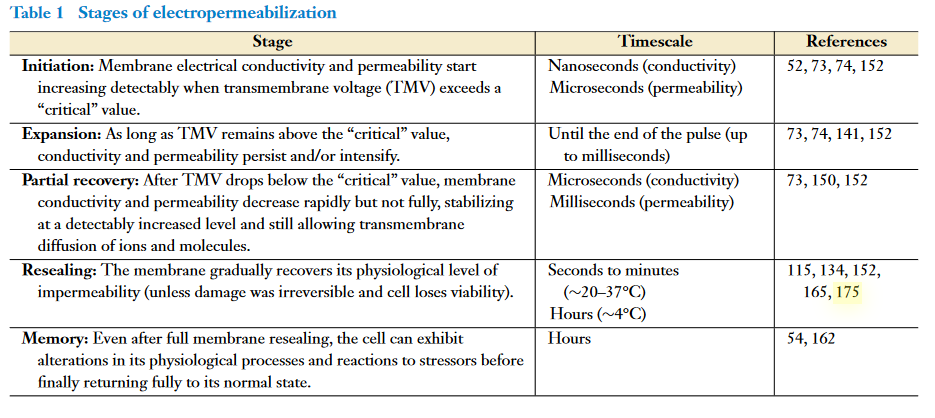 Table 1 Stages of electropermeabilization
Stage Timescale References
Initiation: Membrane electrical conductivity and permeability start Nanoseconds (conductivity) 52, 73, 74, 152
increasing detectably when transmembrane voltage (TMV) exceeds a Microseconds (permeability)
“critical” value.
Expansion: As long as TMV remains above the “critical” value, Until the end of the pulse (up 73, 74, 141, 152
conductivity and permeability persist and/or intensify. to milliseconds)
Partial recovery: After TMV drops below the “critical” value, membrane Microseconds (conductivity) 73, 150, 152
conductivity and permeability decrease rapidly but not fully, stabilizing Milliseconds (permeability)
at a detectably increased level and still allowing transmembrane
diffusion of ions and molecules.
Resealing: The membrane gradually recovers its physiological level of Seconds to minutes 115, 134, 152,
impermeability (unless damage was irreversible and cell loses viability). (∼20–37°C) 165, 175
Hours (∼4°C)
Memory: Even after full membrane resealing, the cell can exhibit Hours 54, 162
alterations in its physiological processes and reactions to stressors before
finally returning fully to its normal state.